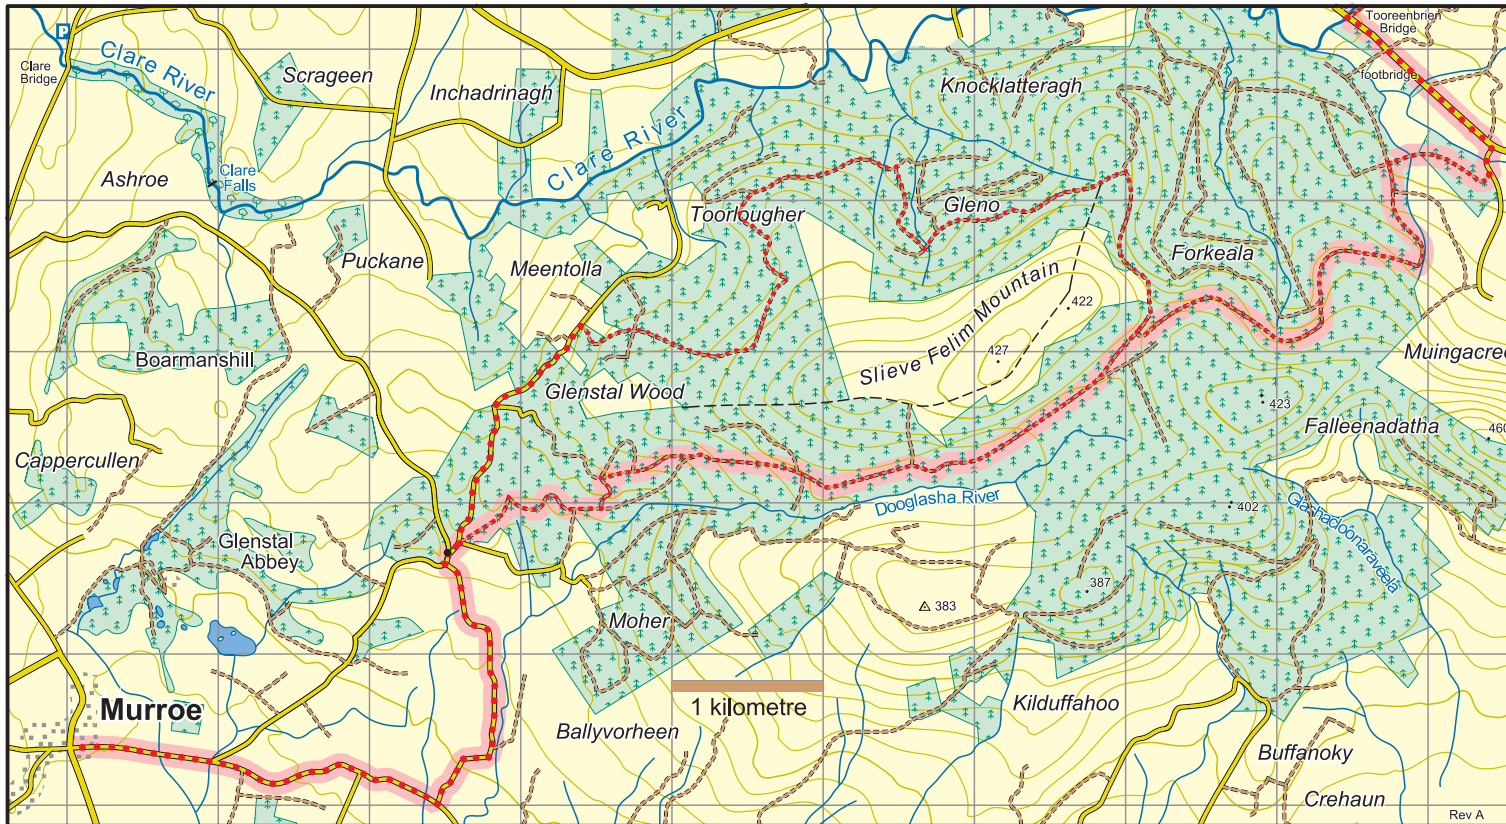 Tooreenbrien
Bridge
P
Clare River
Clare
Bridge
Scrageen
Inchadrinagh
Knocklatteragh
footbridge
Clare River
Ashroe
Clare
Falls
Toorlougher
Gleno
Puckane
Meentolla
Forkeala
Slieve Felim Mountain
422
427
Boarmanshill
Muingacree
Glenstal Wood
423
Falleenadatha
460
Cappercullen
Dooglasha River
402
Glashadoonaraveela
Glenstal
Abbey
387
383
Moher
Murroe
1 kilometre
Kilduffahoo
Ballyvorheen
Buffanoky
Crehaun
Rev A